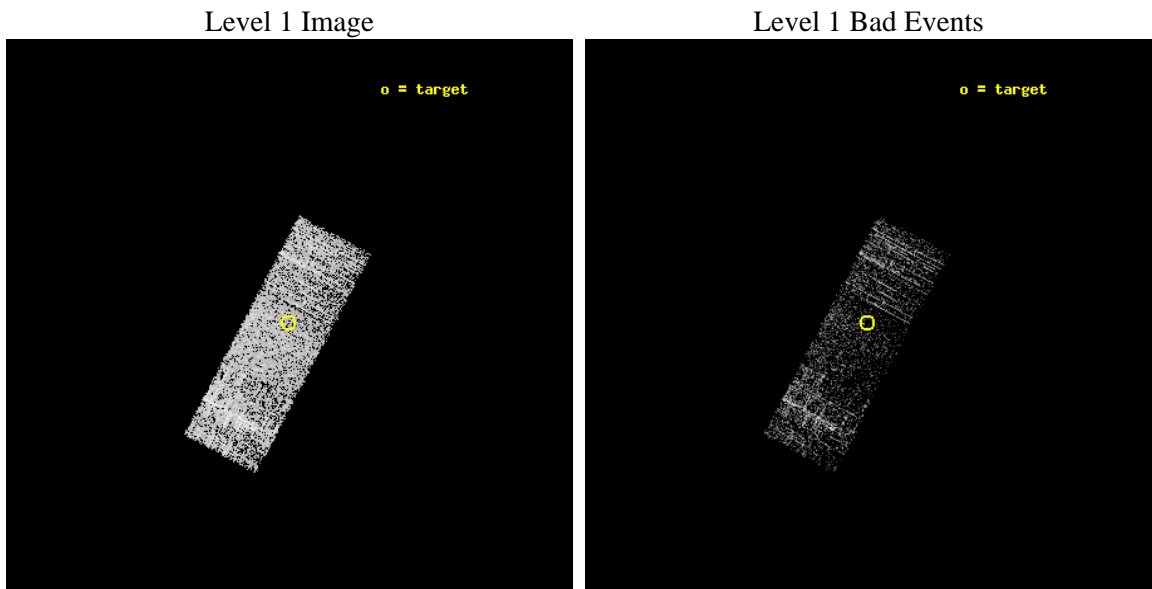 Level 1 Image
Level 1 Bad Events
o = target
o = target